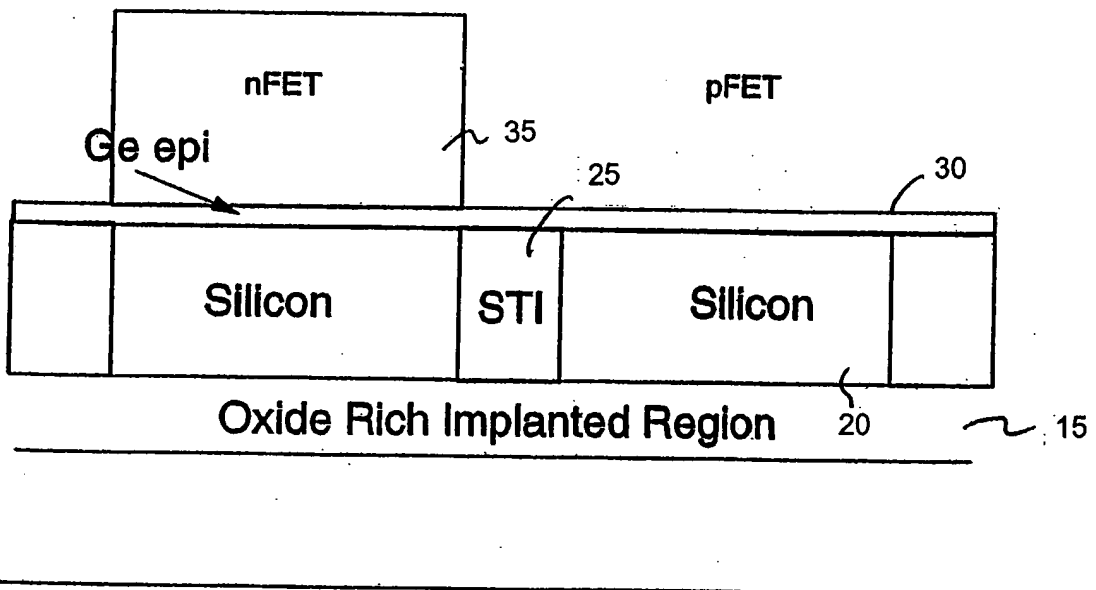 nFET
pFET
35
Ge epi
25
30
Silicon
STI
Silicon
Oxide Rich Implanted Region
20
15